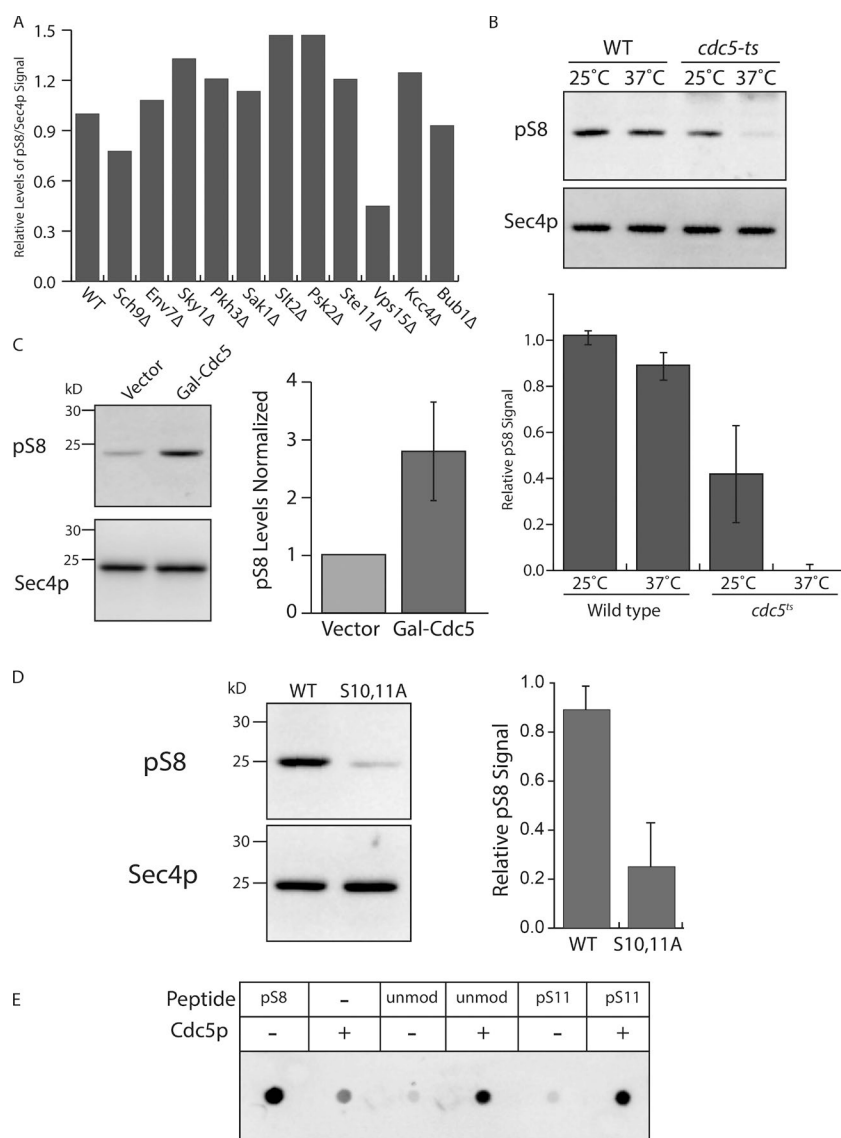 A
Relative Levels of pS8/Sec4p Signal
1.5
1.2
0.9
0.6
0.3
0.0
WT
Sch9Δ
Env7Δ
Sky1Δ
Pkh3Δ
Sak1Δ
Slt2Δ
Psk2Δ
Ste11Δ
Vps15Δ
Kcc4Δ
Bub1Δ
B
WT cdc5-ts
25˚C 37˚C 25˚C 37˚C
pS8
Sec4p
Relative pS8 Signal
1.0
0.8
0.6
0.4
0.2
0.0
25˚C 37˚C 25˚C 37˚C
Wild type cdc5ts
C
Vector Gal-Cdc5
kD
30
25
pS8
30
25
Sec4p
pS8 Levels Normalized
4
3
2
1
0
Vector Gal-Cdc5
D
kD WT S10,11A
30
25
pS8
30
25
Sec4p
Relative pS8 Signal
1.0
0.8
0.6
0.4
0.2
0.0
WT S10,11A
E
Peptide pS8 – unmod unmod pS11 pS11
Cdc5p – + – + – +